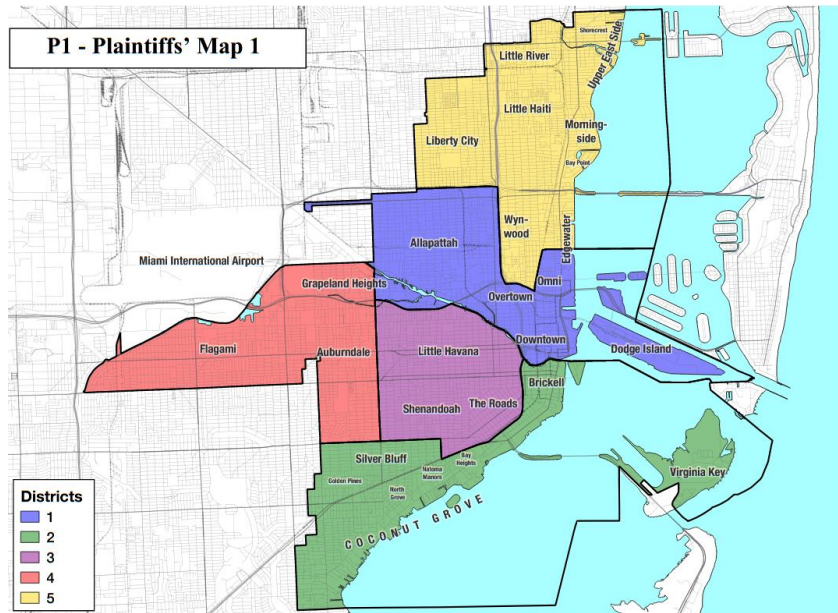 P1 - Plaintiffs' Map 1
Shorecrest
Upper East Side
Little River
Little Haiti
Liberty City
Morning-
side
Bay Point
Wyn-
wood
Edgewater
Allapattah
Miami International Airport
Grapeland Heights
Omni
Overtown
Downtown
Dodge Island
Flagami
Auburndale
Little Havana
Brickell
Shenandoah
The Roads
Silver Bluff
Bay
Heights
Natoma
Manors
Golden Pines
North
Grove
Virginia Key
COCONUT GROVE
Districts
1
2
3
4
5